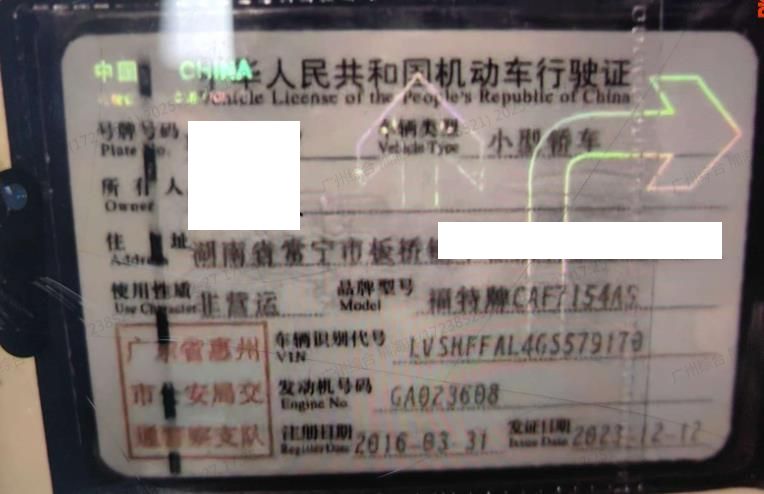 中国 CHINA
中华人民共和国机动车行驶证
Vehicle License of the People's Republic of China
号牌号码
Plate No.
车辆类型 小型轿车
Vehicle Type
所有人
Owner
住址 湖南省常宁市板桥镇
Address
使用性质 非营运
Use Character
品牌型号 福特牌CAF7154A5
Model
车辆识别代号 LVSHFFAL4GS579170
VIN
发动机号码 GA023608
Engine No.
注册日期 2016-03-31
Register Date
发证日期 2023-12-12
Issue Date
广东省惠州
市公安局交
通警察支队